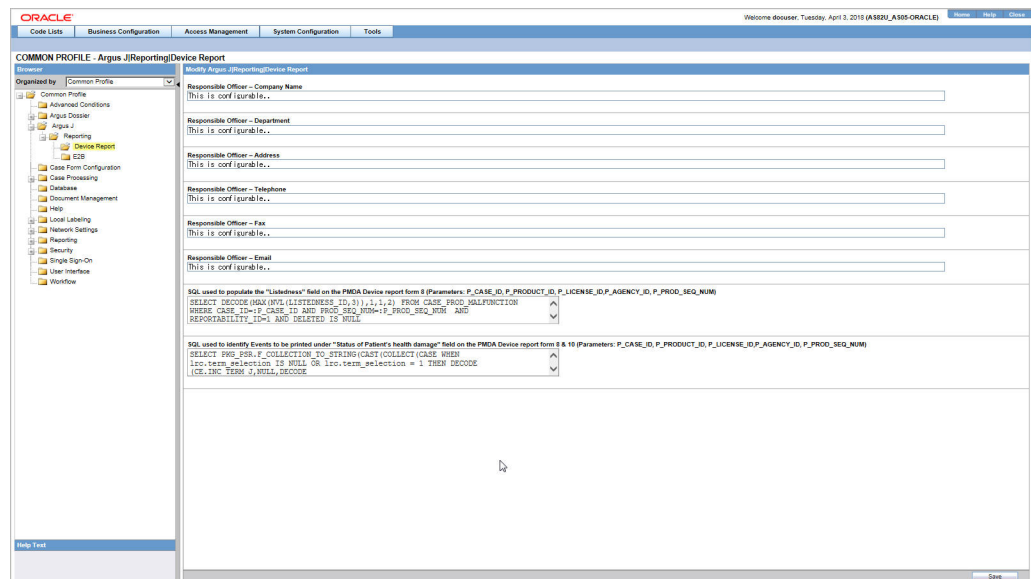 ORACLE
Welcome docuser, Tuesday, April 3, 2018 (AS82U_AS05-ORACLE)
Home Help Close
Code Lists Business Configuration Access Management System Configuration Tools
COMMON PROFILE - Argus J|Reporting|Device Report
Browser
Organized by Common Profile
Common Profile
Advanced Conditions
Argus Dossier
Argus J
Reporting
Device Report
E2B
Case Form Configuration
Case Processing
Database
Document Management
Help
Local Labeling
Network Settings
Reporting
Security
Single Sign-On
User Interface
Workflow
Help Text
Modify Argus J|Reporting|Device Report
Responsible Officer – Company Name
This is configurable..
Responsible Officer – Department
This is configurable..
Responsible Officer – Address
This is configurable..
Responsible Officer – Telephone
This is configurable..
Responsible Officer – Fax
This is configurable..
Responsible Officer – Email
This is configurable..
SQL used to populate the "Listedness" field on the PMDA Device report form 8 (Parameters: P_CASE_ID, P_PRODUCT_ID, P_LICENSE_ID,P_AGENCY_ID, P_PROD_SEQ_NUM)
SELECT DECODE(MAX(NVL(LISTEDNESS_ID,3)),1,1,2) FROM CASE_PROD_MALFUNCTION
WHERE CASE_ID=:P_CASE_ID AND PROD_SEQ_NUM=:P_PROD_SEQ_NUM AND
REPORTABILITY_ID=1 AND DELETED IS NULL
SQL used to identify Events to be printed under "Status of Patient's health damage" field on the PMDA Device report form 8 & 10 (Parameters: P_CASE_ID, P_PRODUCT_ID, P_LICENSE_ID,P_AGENCY_ID, P_PROD_SEQ_NUM)
SELECT PKG_PSR.F_COLLECTION_TO_STRING(CAST(COLLECT(CASE WHEN
lrc.term_selection IS NULL OR lrc.term_selection = 1 THEN DECODE
(CE.INC_TERM_J,NULL,DECODE
Save